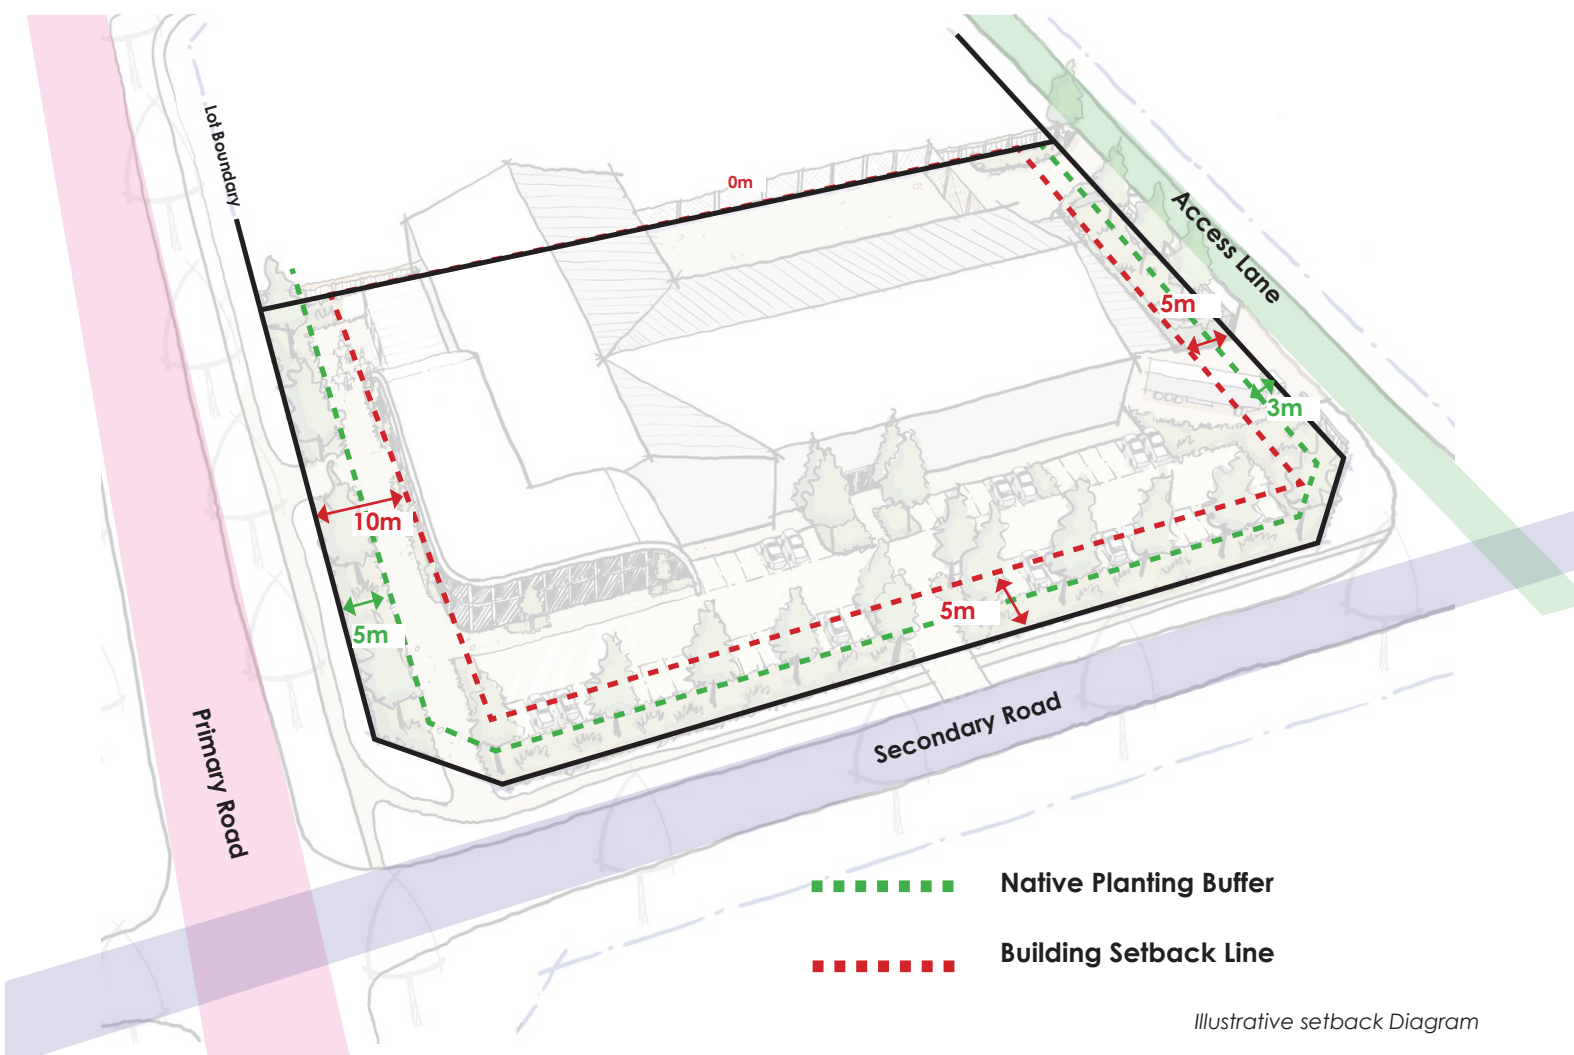 Lot Boundary
0m
Access Lane
5m
3m
10m
5m
5m
Primary Road
Secondary Road
Native Planting Buffer
Building Setback Line
Illustrative setback Diagram